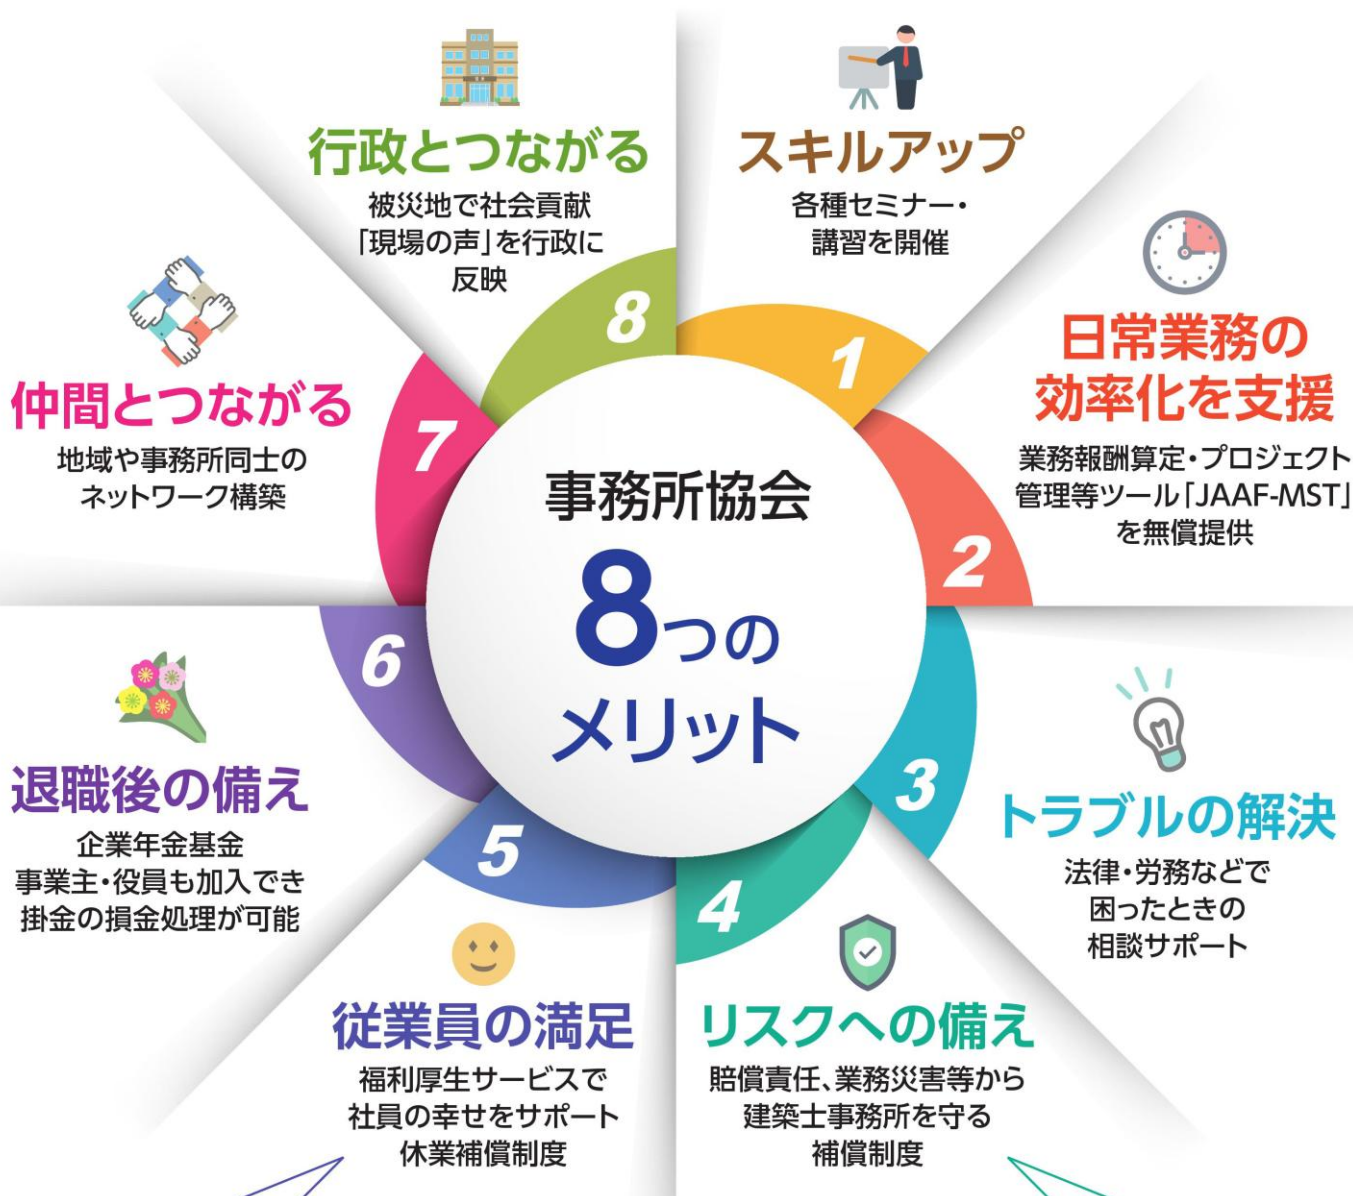 事務所協会
8つの
メリット
1
スキルアップ
各種セミナー・
講習を開催
2
日常業務の
効率化を支援
業務報酬算定・プロジェクト
管理等ツール「JAAF-MST」
を無償提供
3
トラブルの解決
法律・労務などで
困ったときの
相談サポート
4
リスクへの備え
賠償責任、業務災害等から
建築士事務所を守る
補償制度
5
従業員の満足
福利厚生サービスで
社員の幸せをサポート
休業補償制度
6
退職後の備え
企業年金基金
事業主・役員も加入でき
掛金の損金処理が可能
7
仲間とつながる
地域や事務所同士の
ネットワーク構築
8
行政とつながる
被災地で社会貢献
「現場の声」を行政に
反映